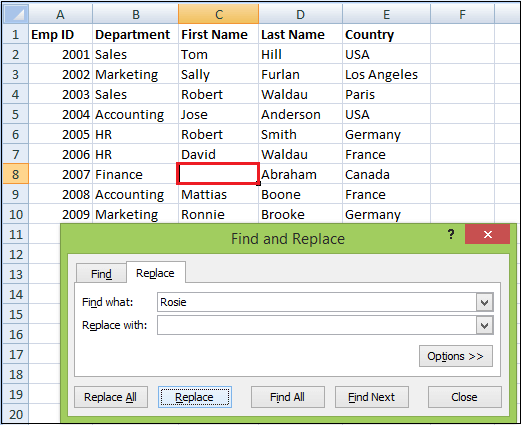 A B C D E F
1 Emp ID Department First Name Last Name Country
2 2001 Sales Tom Hill USA
3 2002 Marketing Sally Furlan Los Angeles
4 2003 Sales Robert Waldau Paris
5 2004 Accounting Jose Anderson USA
6 2005 HR Robert Smith Germany
7 2006 HR David Waldau France
8 2007 Finance Abraham Canada
9 2008 Accounting Mattias Boone France
10 2009 Marketing Ronnie Brooke Germany
11
12
13
14
15
16
17
18
19
20
Find and Replace ? ×
Find Replace
Find what: Rosie
Replace with:
Options >>
Replace All Replace Find All Find Next Close